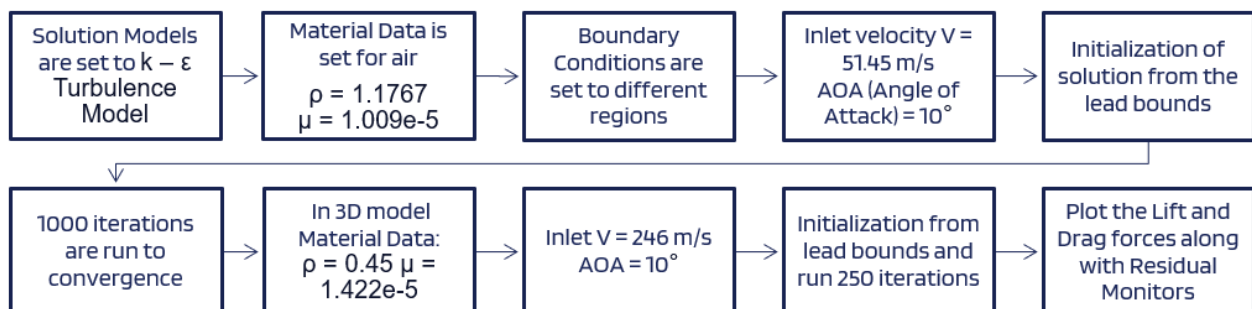 Solution Models
are set to k – ε
Turbulence
Model
Material Data is
set for air
ρ = 1.1767
μ = 1.009e-5
Boundary
Conditions are
set to different
regions
Inlet velocity V =
51.45 m/s
AOA (Angle of
Attack) = 10°
Initialization of
solution from the
lead bounds
1000 iterations
are run to
convergence
In 3D model
Material Data:
ρ = 0.45 μ =
1.422e-5
Inlet V = 246 m/s
AOA = 10°
Initialization from
lead bounds and
run 250 iterations
Plot the Lift and
Drag forces along
with Residual
Monitors